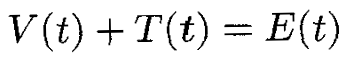 V(t) + T(t) = E(t)